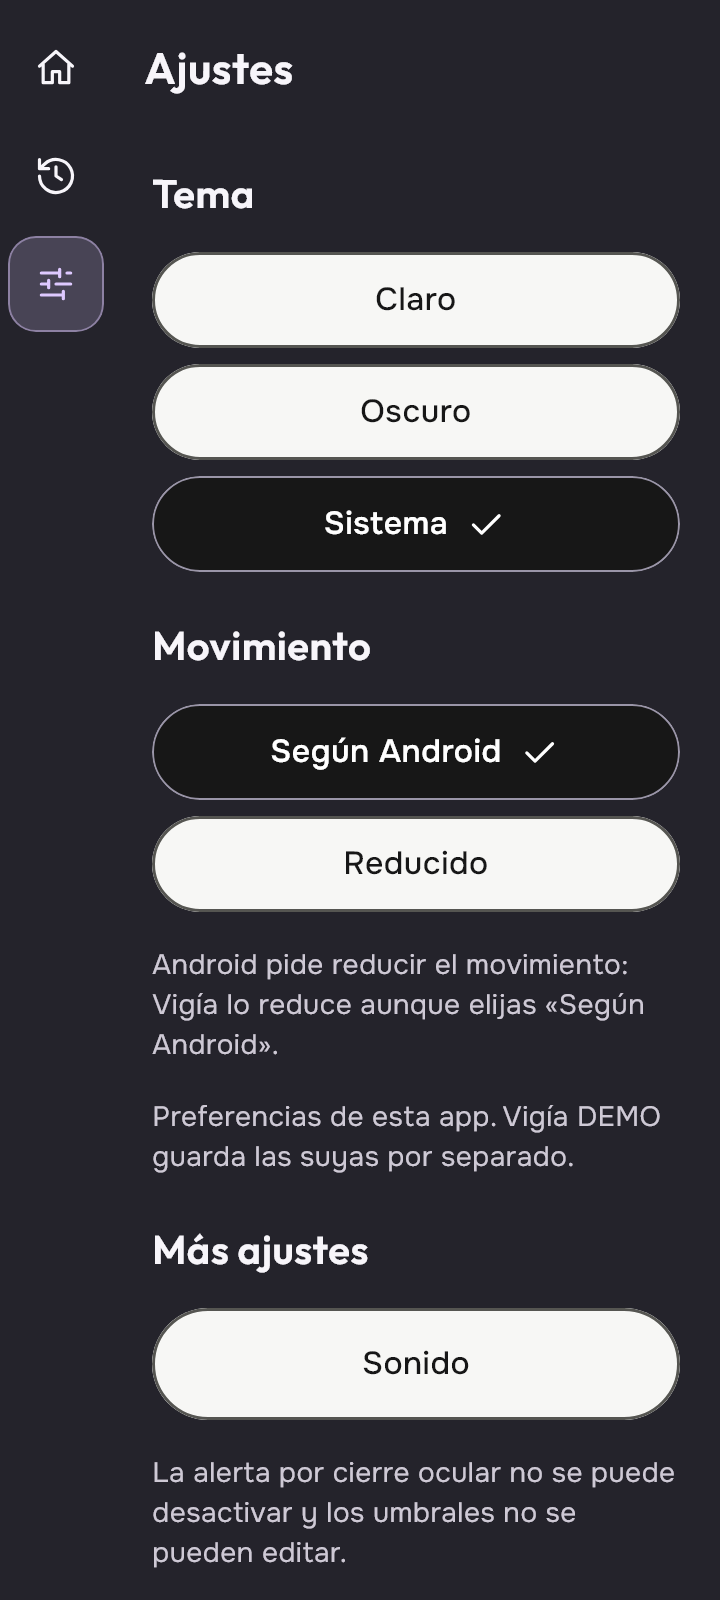 Ajustes
Tema
Claro
Oscuro
Sistema
Movimiento
Según Android
Reducido
Android pide reducir el movimiento:
Vigía lo reduce aunque elijas «Según
Android».
Preferencias de esta app. Vigía DEMO
guarda las suyas por separado.
Más ajustes
Sonido
La alerta por cierre ocular no se puede
desactivar y los umbrales no se
pueden editar.